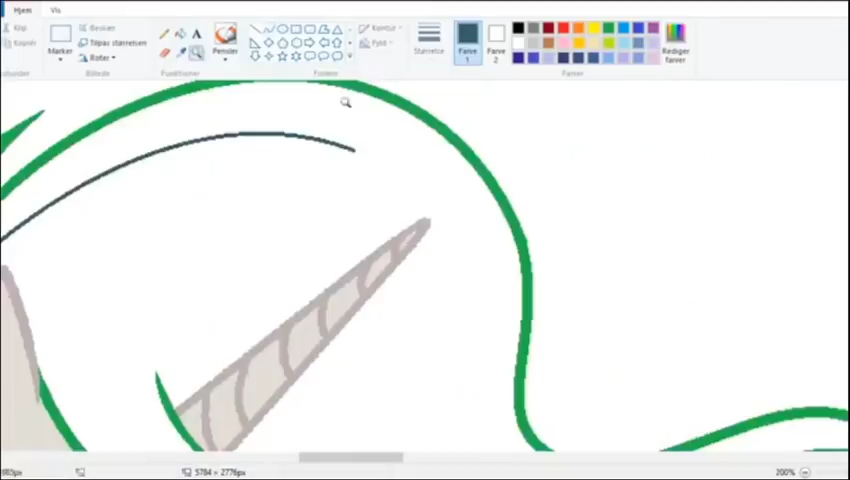 Hjem Vis
Klip
Kopiér
Marker
Beskær
Tilpas størrelsen
Roter
Billede
Funktioner
A
Pensler
Figurer
Kontur
Fyld
Størrelse
Farve
1
Farve
2
Rediger
farver
Farver
5784 × 2776px
200%